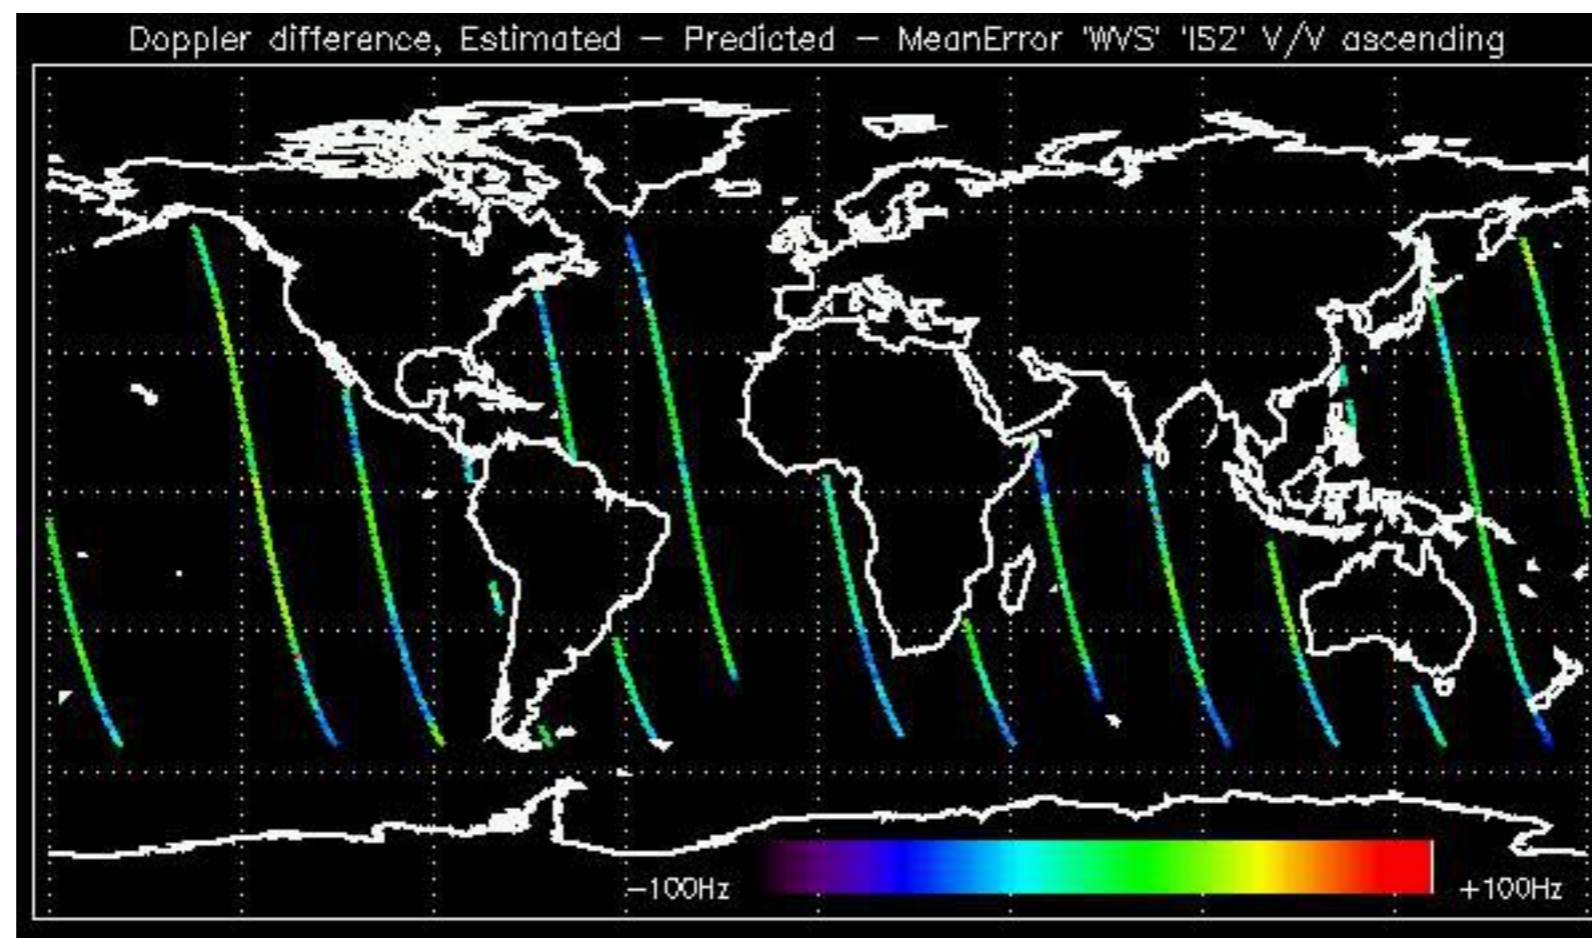 Doppler difference, Estimated – Predicted – MeanError 'WVS' 'IS2' V/V ascending
–100Hz
+100Hz